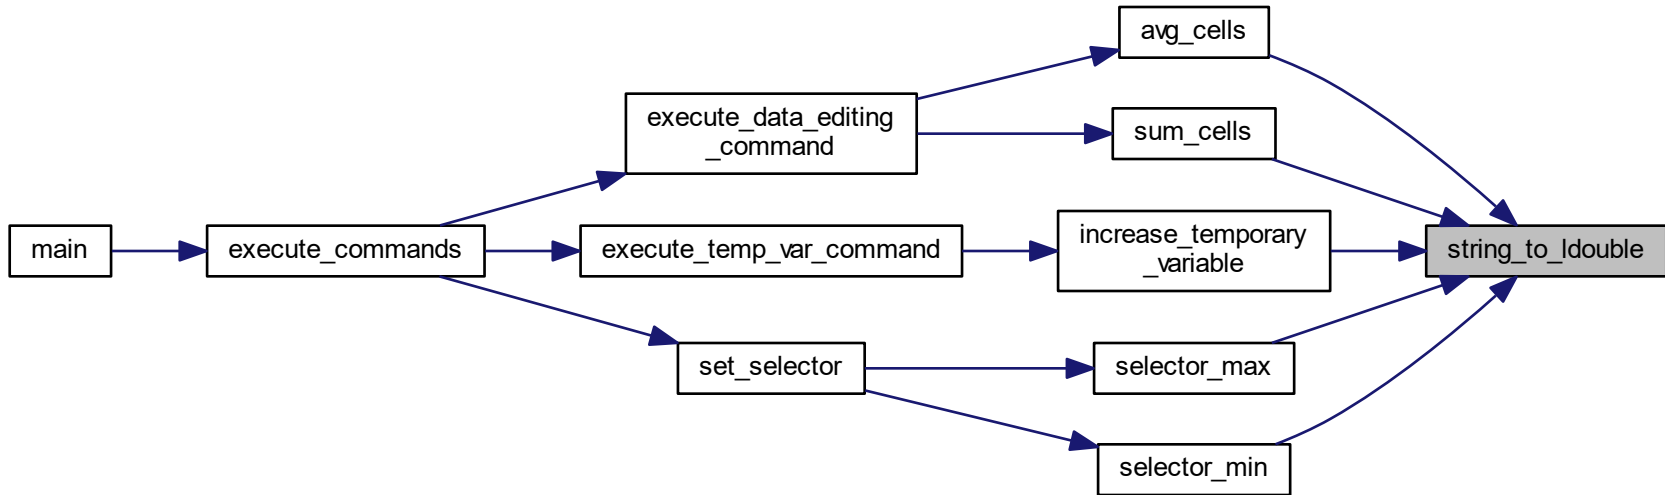 main
execute_commands
execute_data_editing
_command
execute_temp_var_command
set_selector
avg_cells
sum_cells
increase_temporary
_variable
selector_max
selector_min
string_to_ldouble